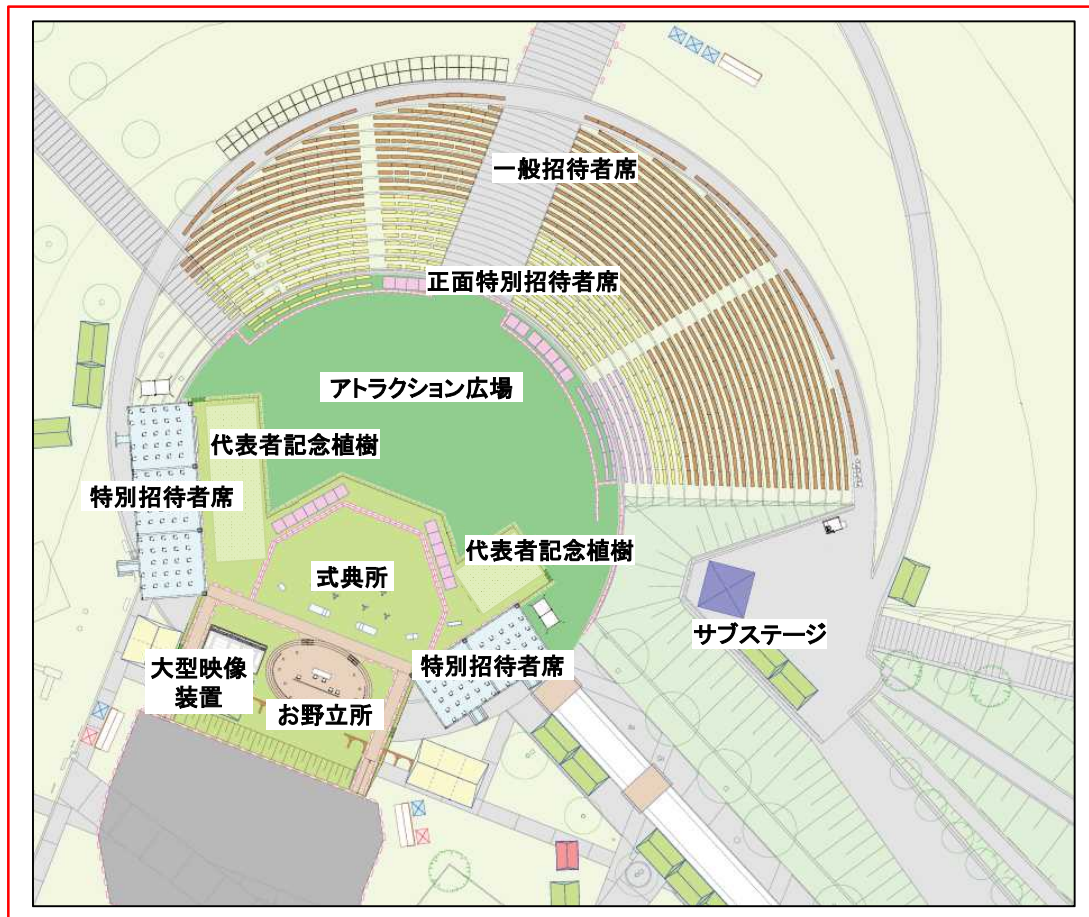 一般招待者席
正面特別招待者席
アトラクション広場
代表者記念植樹
特別招待者席
代表者記念植樹
式典所
サブステージ
特別招待者席
大型映像
装置
お野立所